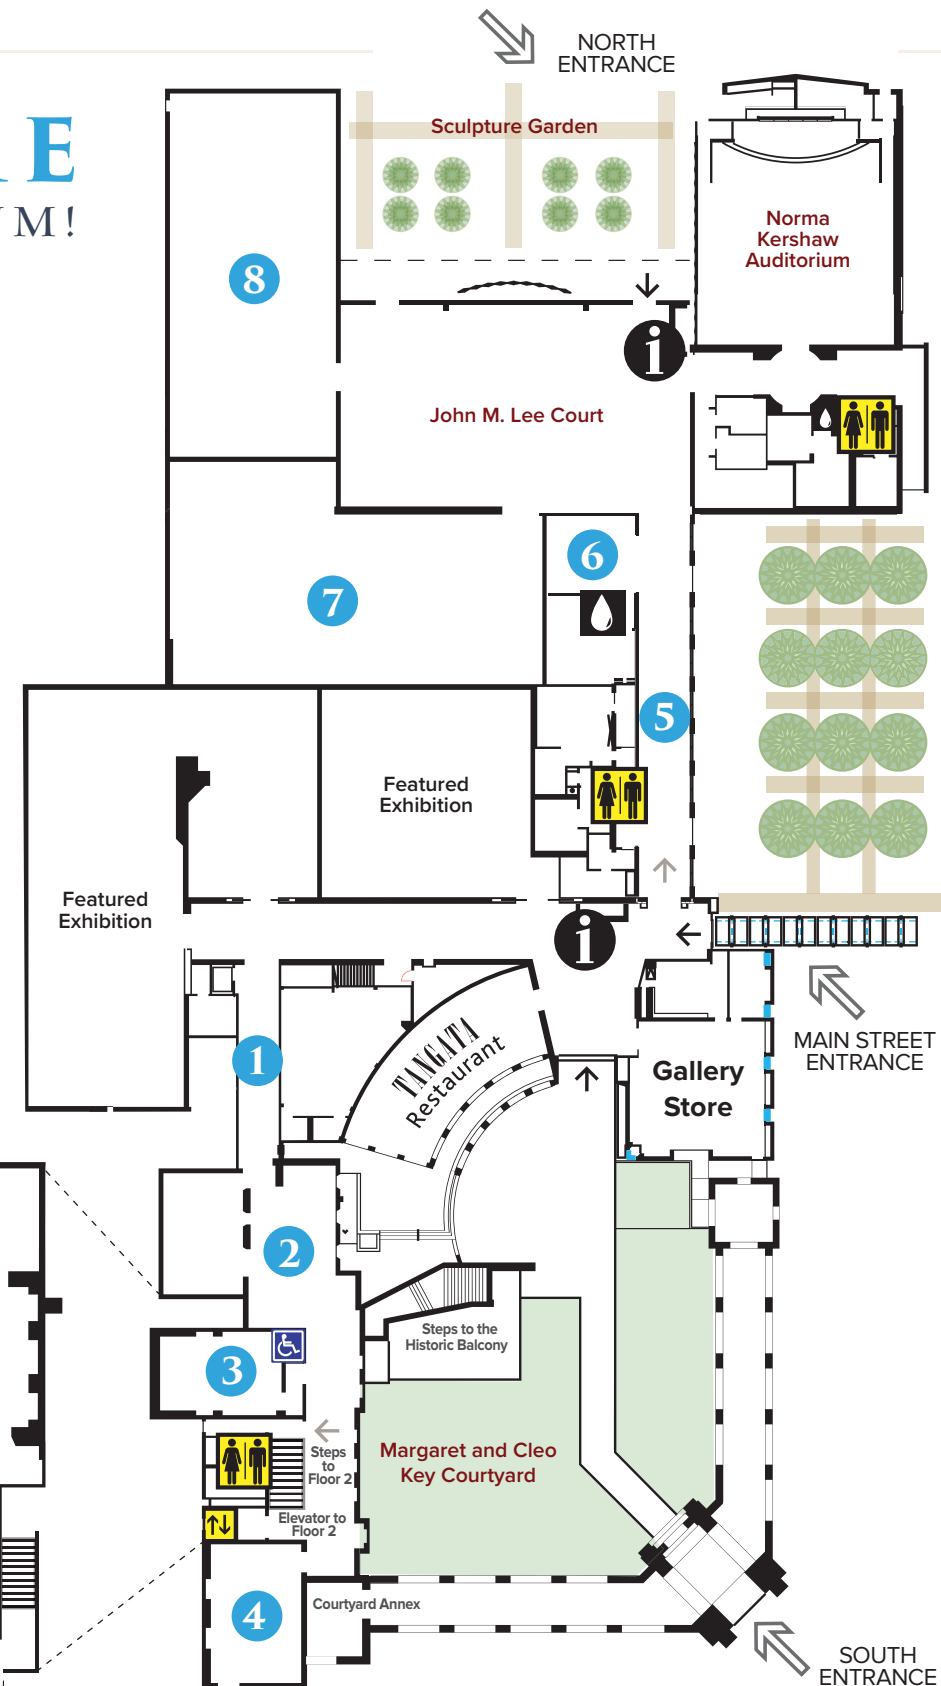 NORTH
ENTRANCE
Sculpture Garden
E
M!
Norma
Kershaw
Auditorium
8
i
John M. Lee Court
6
7
5
Featured
Exhibition
Featured
Exhibition
i
MAIN STREET
ENTRANCE
TANGATA
Restaurant
1
Gallery
Store
2
Steps to the
Historic Balcony
3
Steps
to
Floor 2
Margaret and Cleo
Key Courtyard
Elevator to
Floor 2
4
Courtyard Annex
SOUTH
ENTRANCE